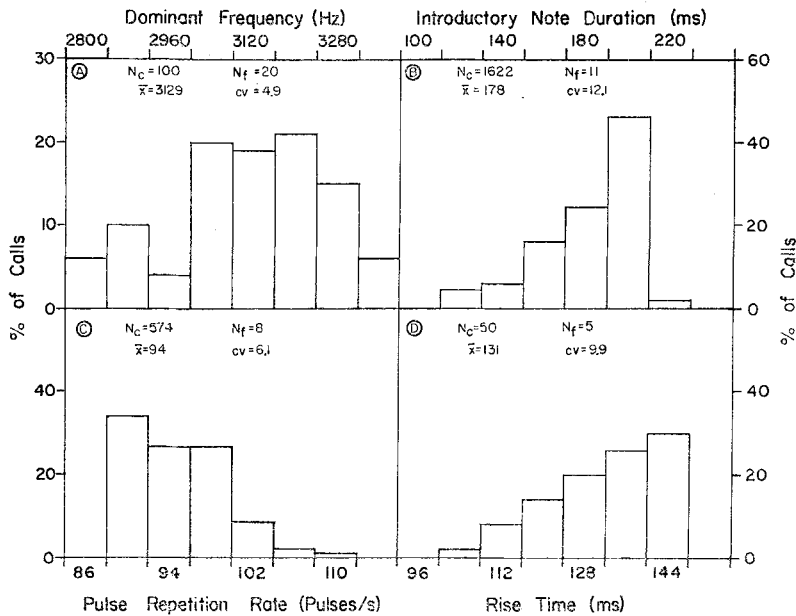 Dominant Frequency (Hz)
Introductory Note Duration (ms)
2800 2960 3120 3280
100 140 180 220
30
20
10
0
60
40
20
0
A Nc=100 Nf=20
x̄=3129 cv=4.9
B Nc=1622 Nf=11
x̄=178 cv=12.1
% of Calls
% of Calls
C Nc=574 Nf=8
x̄=94 cv=6.1
D Nc=50 Nf=5
x̄=131 cv=9.9
40
20
0
40
20
0
86 94 102 110
96 112 128 144
Pulse Repetition Rate (Pulses/s)
Rise Time (ms)